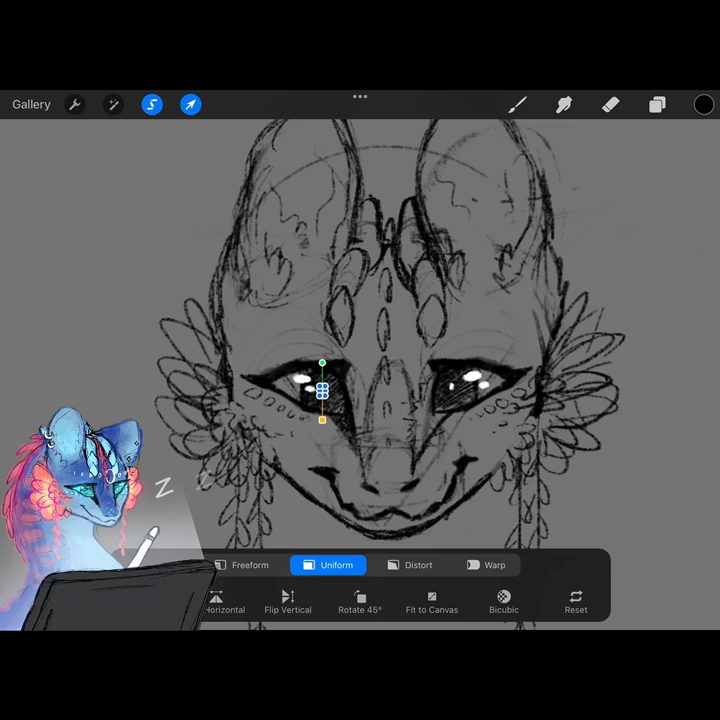 Gallery
S
Z Z
Freeform Uniform Distort Warp
Horizontal Flip Vertical Rotate 45° Fit to Canvas Bicubic Reset